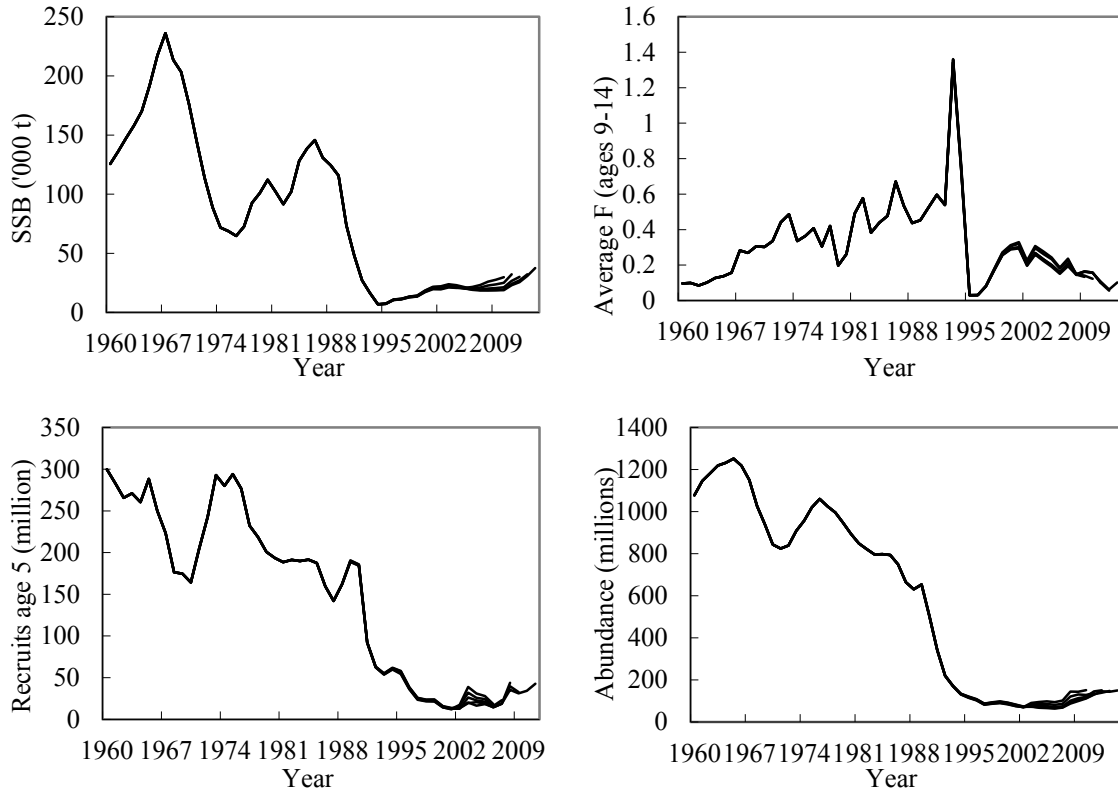 250
200
150
100
50
0
SSB ('000 t)
1960 1967 1974 1981 1988 1995 2002 2009
Year
1.6
1.4
1.2
1
0.8
0.6
0.4
0.2
0
Average F (ages 9-14)
1960 1967 1974 1981 1988 1995 2002 2009
Year
350
300
250
200
150
100
50
0
Recruits age 5 (million)
1960 1967 1974 1981 1988 1995 2002 2009
Year
1400
1200
1000
800
600
400
200
0
Abundance (millions)
1960 1967 1974 1981 1988 1995 2002 2009
Year